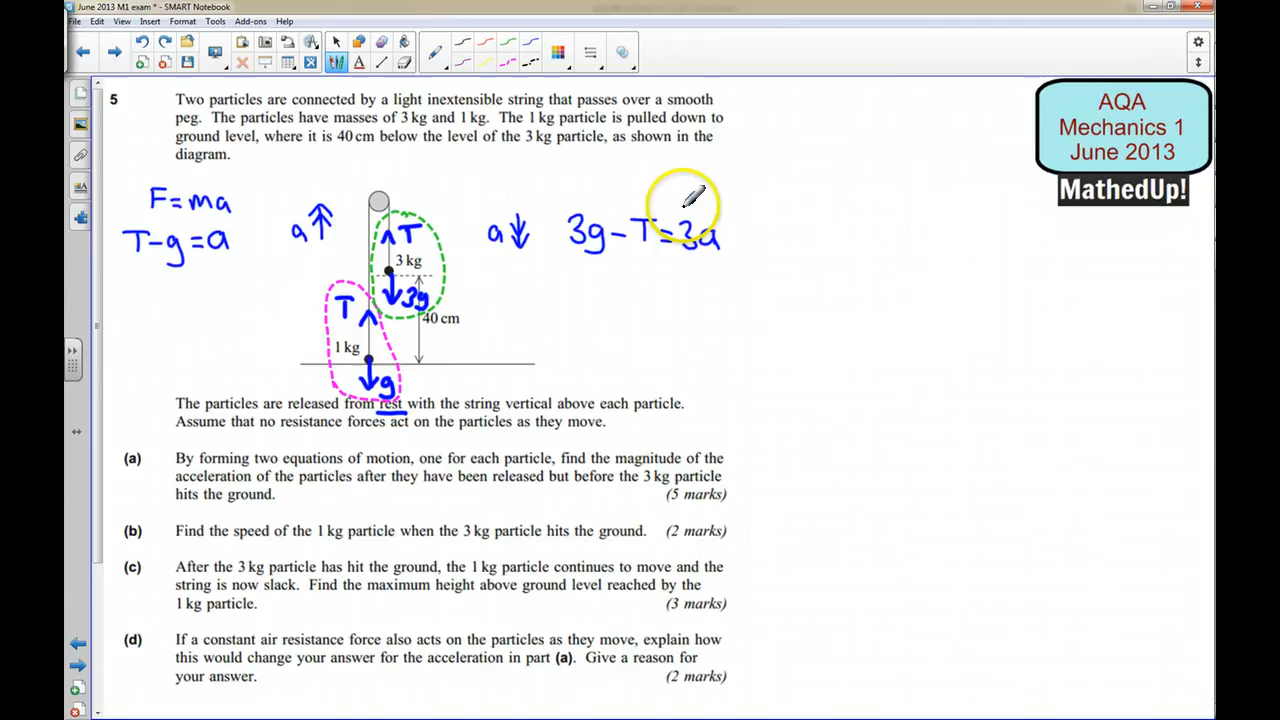 June 2013 M1 exam * - SMART Notebook
File Edit View Insert Format Tools Add-ons Help
AQA
Mechanics 1
June 2013
MathedUp!
5 Two particles are connected by a light inextensible string that passes over a smooth
peg. The particles have masses of 3 kg and 1 kg. The 1 kg particle is pulled down to
ground level, where it is 40 cm below the level of the 3 kg particle, as shown in the
diagram.
F=ma
T-g=a
a
T
3 kg
3g
a
3g-T=3a
T
40 cm
1 kg
g
The particles are released from rest with the string vertical above each particle.
Assume that no resistance forces act on the particles as they move.
(a) By forming two equations of motion, one for each particle, find the magnitude of the
acceleration of the particles after they have been released but before the 3 kg particle
hits the ground. (5 marks)
(b) Find the speed of the 1 kg particle when the 3 kg particle hits the ground. (2 marks)
(c) After the 3 kg particle has hit the ground, the 1 kg particle continues to move and the
string is now slack. Find the maximum height above ground level reached by the
1 kg particle. (3 marks)
(d) If a constant air resistance force also acts on the particles as they move, explain how
this would change your answer for the acceleration in part (a). Give a reason for
your answer. (2 marks)